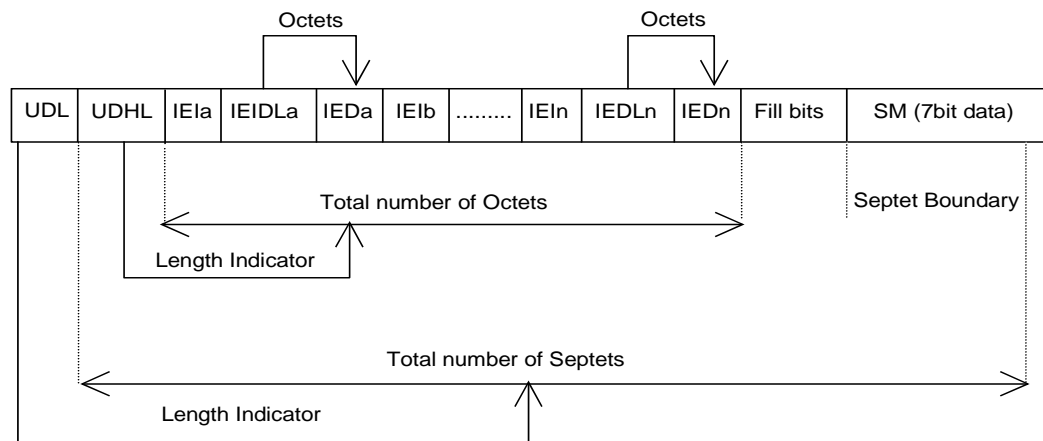 Octets Octets
UDL UDHL IEIa IEIDLa IEDa IEIb ......... IEIn IEDLn IEDn Fill bits SM (7bit data)
Total number of Octets
Septet Boundary
Length Indicator
Total number of Septets
Length Indicator